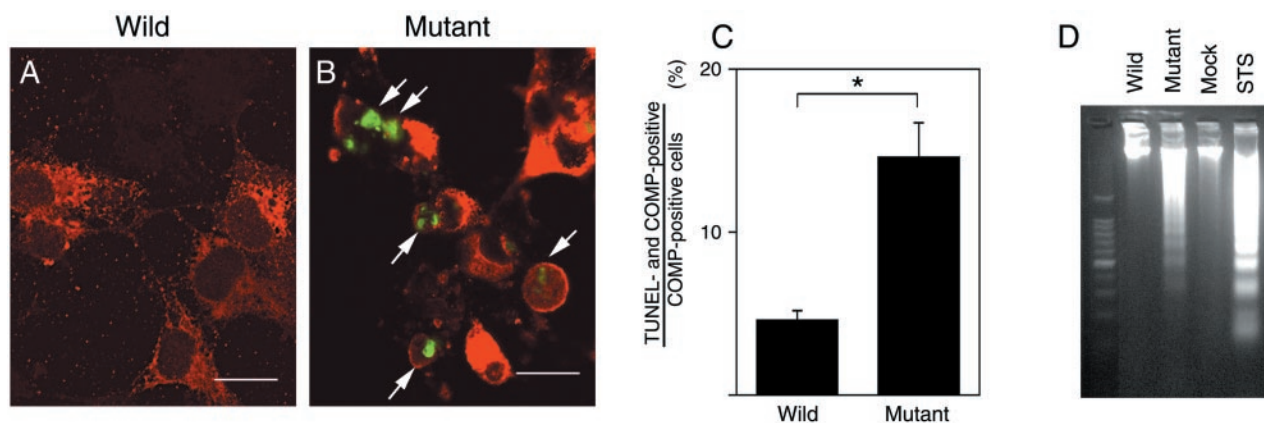 Wild
Mutant
A
B
C
TUNEL- and COMP-positive
COMP-positive cells
(%)
20
10
*
Wild
Mutant
D
Wild
Mutant
Mock
STS